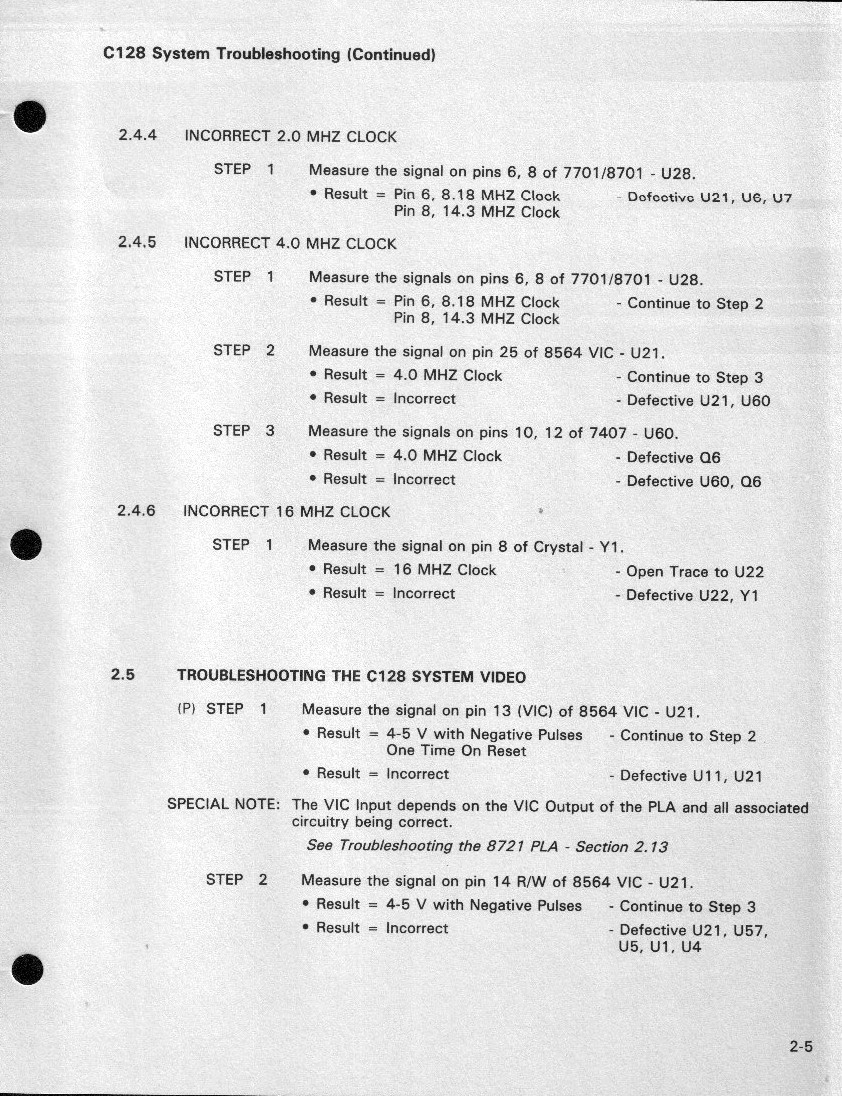 C128 System Troubleshooting (Continued)
2.4.4 INCORRECT 2.0 MHZ CLOCK
STEP 1 Measure the signal on pins 6, 8 of 7701/8701 - U28.
• Result = Pin 6, 8.18 MHZ Clock - Defective U21, U6, U7
Pin 8, 14.3 MHZ Clock
2.4.5 INCORRECT 4.0 MHZ CLOCK
STEP 1 Measure the signals on pins 6, 8 of 7701/8701 - U28.
• Result = Pin 6, 8.18 MHZ Clock - Continue to Step 2
Pin 8, 14.3 MHZ Clock
STEP 2 Measure the signal on pin 25 of 8564 VIC - U21.
• Result = 4.0 MHZ Clock - Continue to Step 3
• Result = Incorrect - Defective U21, U60
STEP 3 Measure the signals on pins 10, 12 of 7407 - U60.
• Result = 4.0 MHZ Clock - Defective Q6
• Result = Incorrect - Defective U60, Q6
2.4.6 INCORRECT 16 MHZ CLOCK
STEP 1 Measure the signal on pin 8 of Crystal - Y1.
• Result = 16 MHZ Clock - Open Trace to U22
• Result = Incorrect - Defective U22, Y1
2.5 TROUBLESHOOTING THE C128 SYSTEM VIDEO
(P) STEP 1 Measure the signal on pin 13 (VIC) of 8564 VIC - U21.
• Result = 4-5 V with Negative Pulses - Continue to Step 2
One Time On Reset
• Result = Incorrect - Defective U11, U21
SPECIAL NOTE: The VIC Input depends on the VIC Output of the PLA and all associated
circuitry being correct.
See Troubleshooting the 8721 PLA - Section 2.13
STEP 2 Measure the signal on pin 14 R/W of 8564 VIC - U21.
• Result = 4-5 V with Negative Pulses - Continue to Step 3
• Result = Incorrect - Defective U21, U57,
U5, U1, U4
2-5